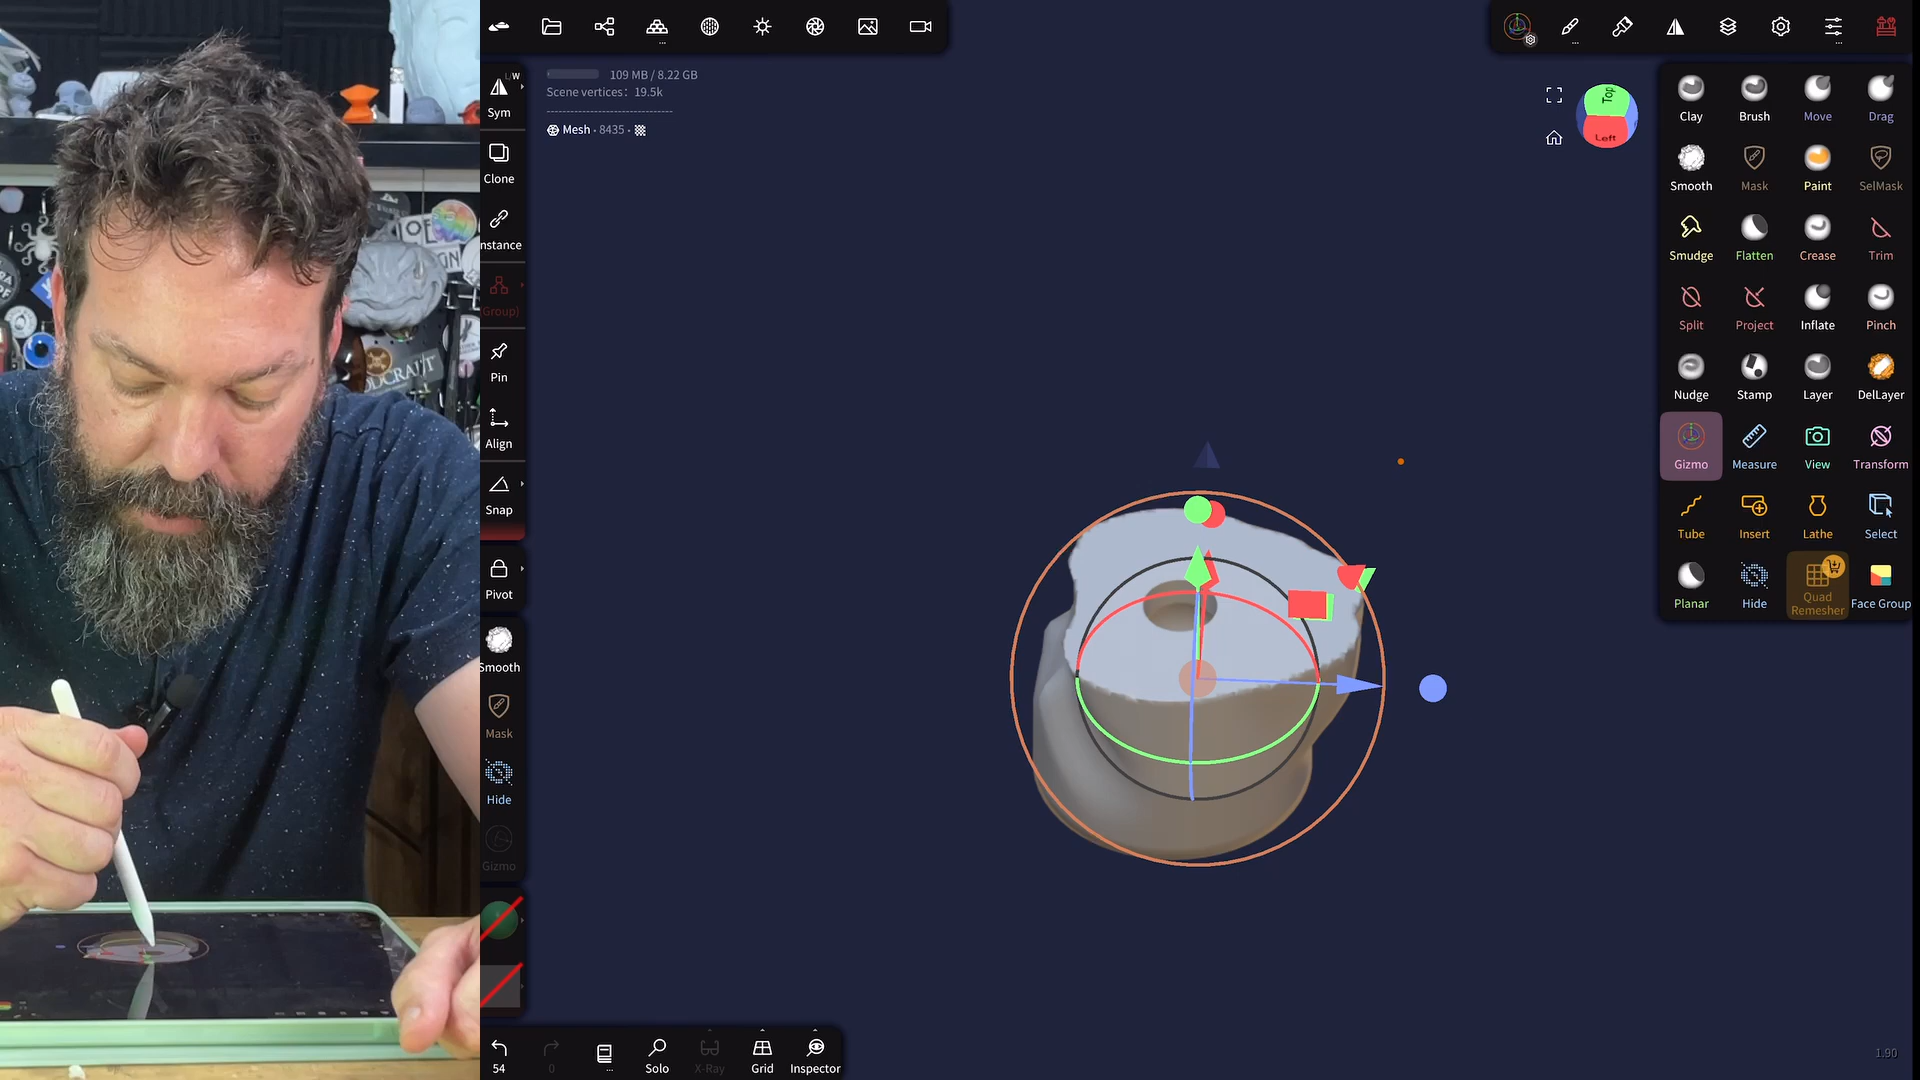 109 MB / 8.22 GB
Scene vertices: 19.5k
Mesh · 8435 ·
L/W
Sym
Clone
Instance
(Group)
Pin
Align
Snap
Pivot
Smooth
Mask
Hide
Gizmo
Top
Left
Clay Brush Move Drag
Smooth Mask Paint SelMask
Smudge Flatten Crease Trim
Split Project Inflate Pinch
Nudge Stamp Layer DelLayer
Gizmo Measure View Transform
Tube Insert Lathe Select
Planar Hide Quad Remesher Face Group
54 0 Solo X-Ray Grid Inspector
1.90